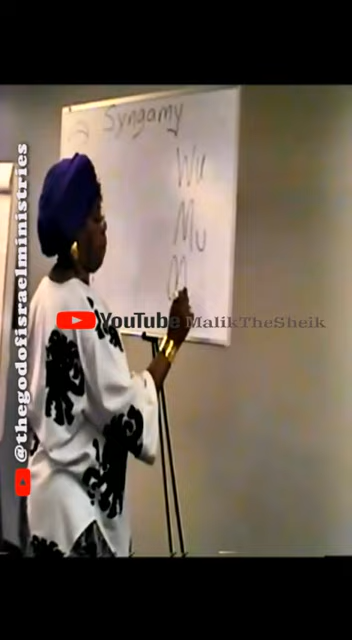 Syngamy
Wu
Mu
M
YouTube MalikTheSheik
@thegodofisraelministries